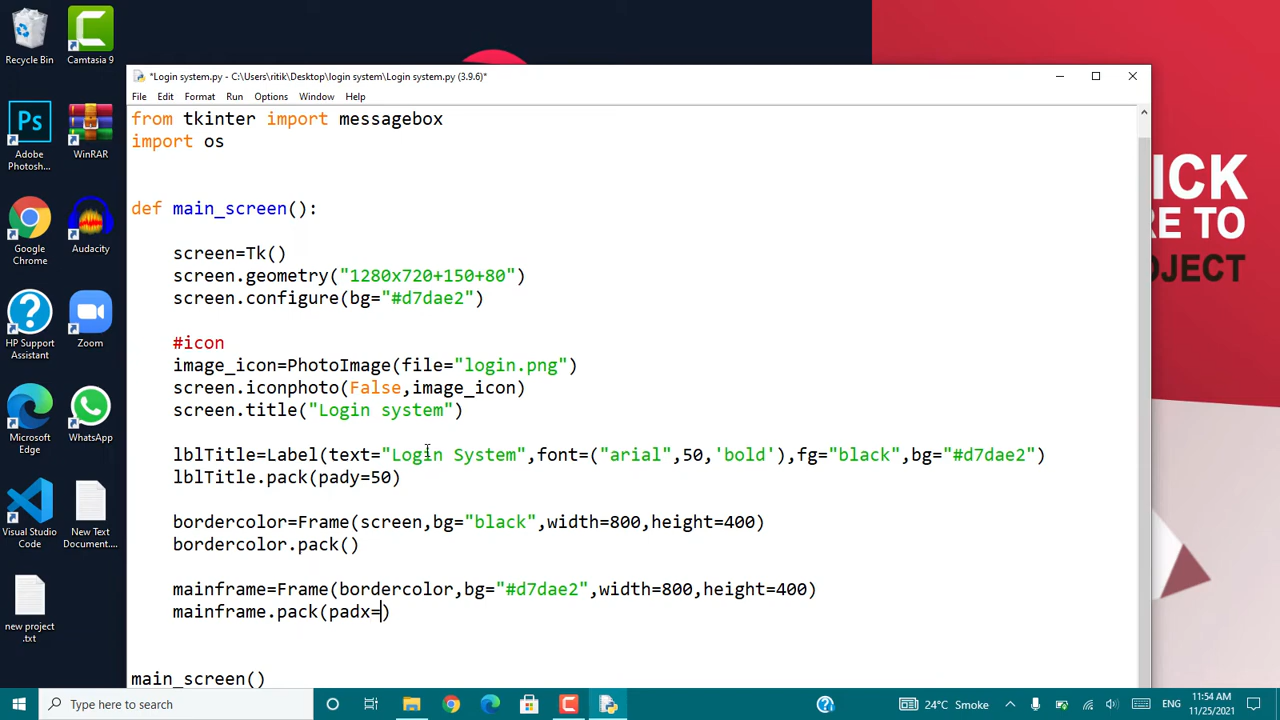 Recycle Bin
Camtasia 9
Adobe Photosh...
WinRAR
Google Chrome
Audacity
HP Support Assistant
Zoom
Microsoft Edge
WhatsApp
Visual Studio Code
New Text Document....
new project .txt
*Login system.py - C:\Users\ritik\Desktop\login system\Login system.py (3.9.6)*
File Edit Format Run Options Window Help
from tkinter import messagebox
import os
def main_screen():
screen=Tk()
screen.geometry("1280x720+150+80")
screen.configure(bg="#d7dae2")
#icon
image_icon=PhotoImage(file="login.png")
screen.iconphoto(False,image_icon)
screen.title("Login system")
lblTitle=Label(text="Login System",font=("arial",50,'bold'),fg="black",bg="#d7dae2")
lblTitle.pack(pady=50)
bordercolor=Frame(screen,bg="black",width=800,height=400)
bordercolor.pack()
mainframe=Frame(bordercolor,bg="#d7dae2",width=800,height=400)
mainframe.pack(padx=)
main_screen()
ICK
RE TO
OJECT
Type here to search
24°C Smoke
ENG
11:54 AM
11/25/2021